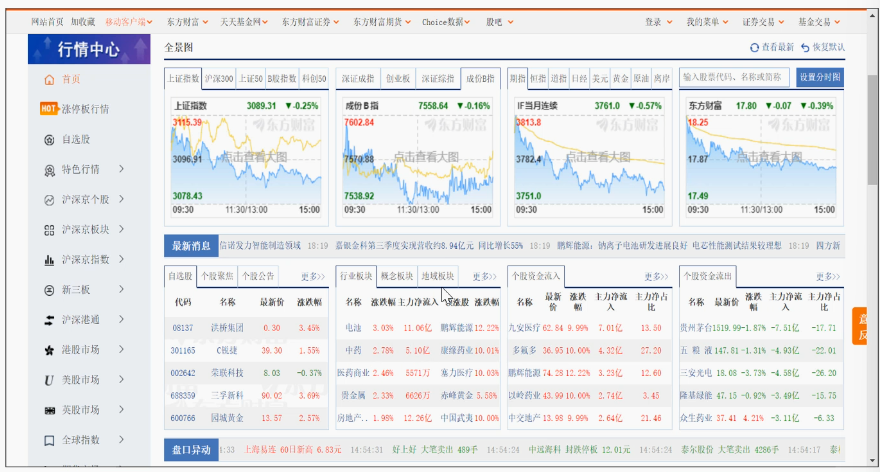 网站首页 加收藏 移动客户端 东方财富 天天基金网 东方财富证券 东方财富期货 Choice数据 股吧 登录 我的菜单 证券交易 基金交易
行情中心
全景图 查看最新 恢复默认
首页
HOT 涨停板行情
自选股
特色行情
沪深京个股
沪深京板块
沪深京指数
新三板
沪深港通
港股市场
美股市场
英股市场
全球指数
上证指数 沪深300 上证50 B股指数 科创50
上证指数 3089.31 ▼-0.25%
3115.39
东方财富
3096.91 点击查看大图
3078.43
09:30 11:30/13:00 15:00
深证成指 创业板 深证综指 成份B指
成份B指 7558.64 ▼-0.16%
7602.84
东方财富
7570.88 点击查看大图
7538.92
09:30 11:30/13:00 15:00
期指 恒指 道指 日经 美元 黄金 原油 离岸
IF当月连续 3761.0 ▼-0.57%
3813.8
东方财富
3782.4 点击查看大图
3751.0
09:30 11:30/13:00 15:00
输入股票代码、名称或简称 设置分时图
东方财富 17.80 ▼-0.07 ▼-0.39%
18.25
东方财富
17.87 点击查看大图
17.49
09:30 11:30/13:00 15:00
最新消息 信诺发力智能制造领域 18:19 嘉银金科第三季度实现营收约8.94亿元 同比增长55% 18:19 鹏辉能源：钠离子电池研发进展良好 电芯性能测试结果较理想 18:19 四方新
自选股 个股聚焦 个股公告 更多>>
代码 名称 最新价 涨跌幅
08137 洪桥集团 0.30 3.45%
301165 C锐捷 39.30 1.55%
002642 荣联科技 8.03 -0.37%
688359 三孚新科 90.02 3.69%
600766 园城黄金 13.57 2.57%
行业板块 概念板块 地域板块 更多>>
名称 涨跌幅 主力净流入 涨股 涨跌幅
电池 3.03% 11.06亿 鹏辉能源 12.22%
中药 2.78% 5.10亿 康缘药业 10.01%
医药商业 2.46% 5571万 塞力医疗 10.03%
贵金属 2.33% 6026万 赤峰黄金 5.58%
房地产.. 1.98% 12.26亿 中国武夷 10.00%
个股资金流入 更多>>
名称 最新价 涨跌幅 主力净流入 主力净占比
九安医疗 62.84 9.99% 7.01亿 13.50
多氟多 36.95 10.00% 4.32亿 27.20
鹏辉能源 74.28 12.22% 3.23亿 12.60
以岭药业 43.99 10.00% 2.74亿 3.45
中交地产 13.98 9.99% 2.64亿 21.46
个股资金流出 更多>>
名称 最新价 涨跌幅 主力净流入 主力净占比
贵州茅台 1519.99 -1.87% -7.51亿 -17.71
五粮液 147.81 -1.31% -4.93亿 -22.01
三安光电 18.08 -3.73% -4.58亿 -26.20
隆基绿能 47.15 -0.92% -3.49亿 -15.75
众生药业 37.41 4.21% -3.11亿 -6.33
盘口异动 1:33 上海易连 60日新高 6.83元 14:54:31 好上好 大笔卖出 489手 14:54:24 中远海科 封跌停板 12.01元 14:54:24 泰尔股份 大笔卖出 4286手 14:54:17 泰